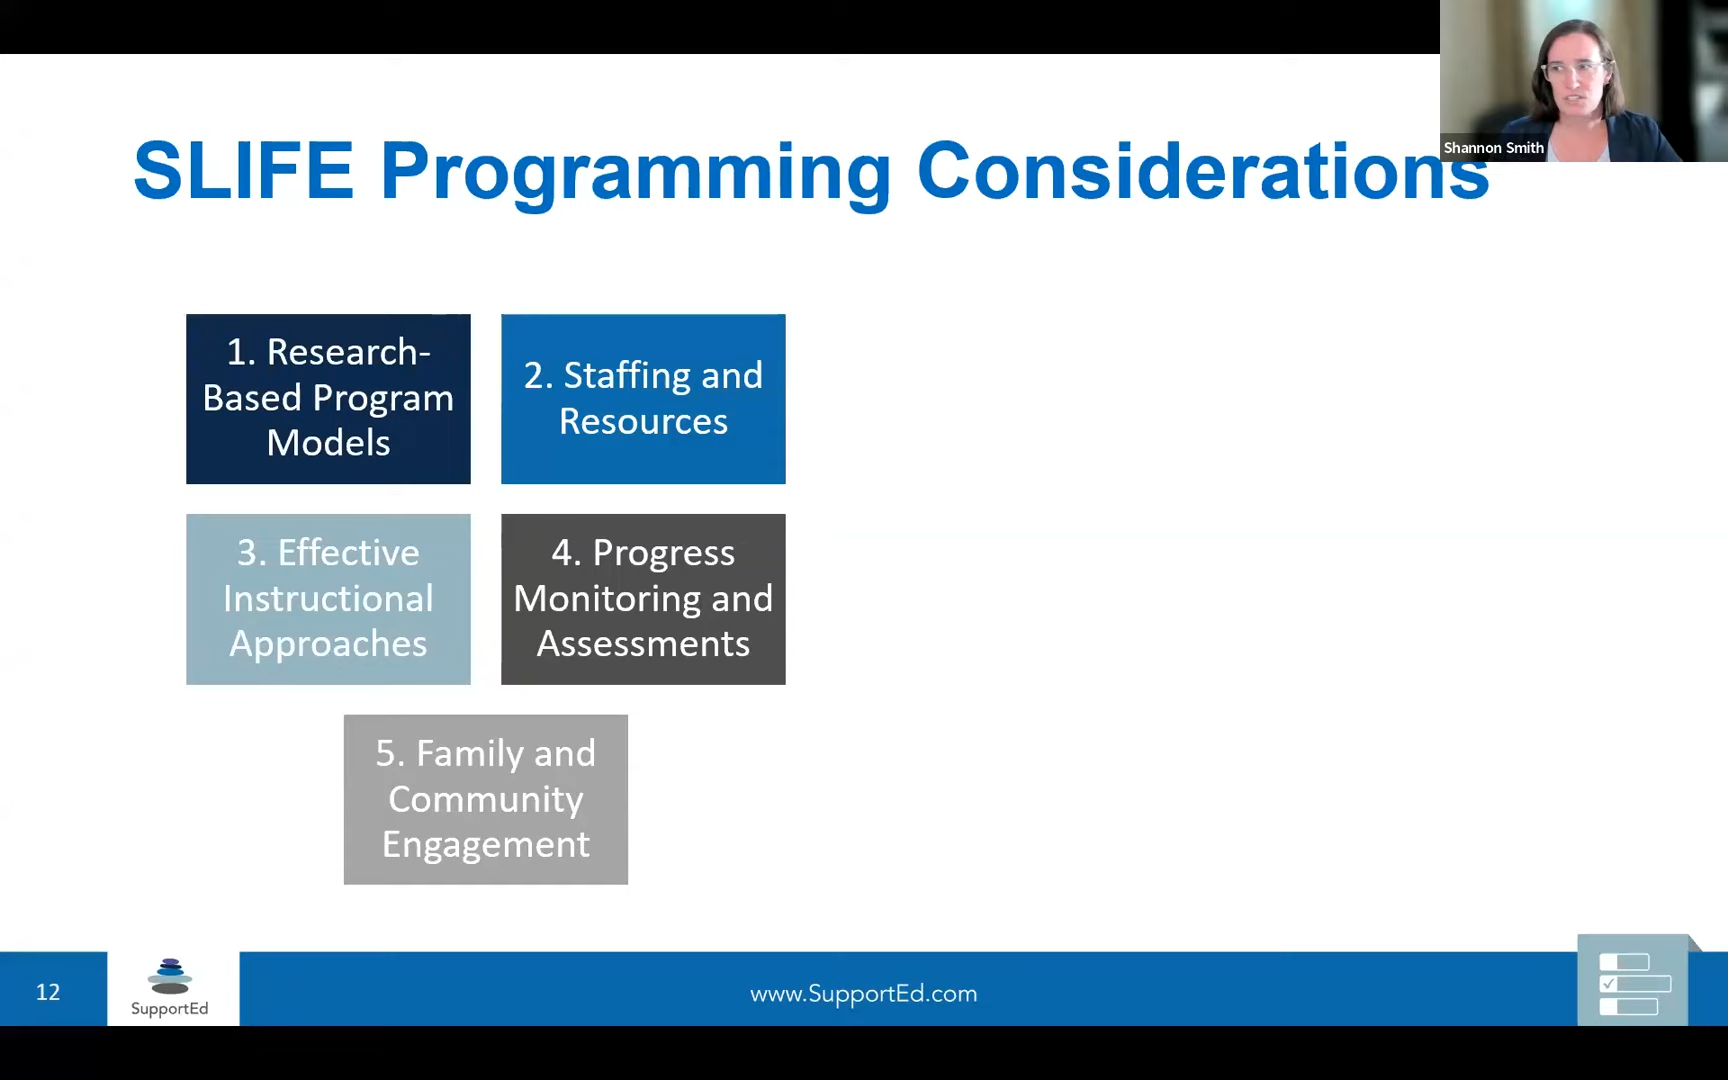 Shannon Smith
SLIFE Programming Considerations
1. Research-
Based Program
Models
2. Staffing and
Resources
3. Effective
Instructional
Approaches
4. Progress
Monitoring and
Assessments
5. Family and
Community
Engagement
12
SupportEd
www.SupportEd.com